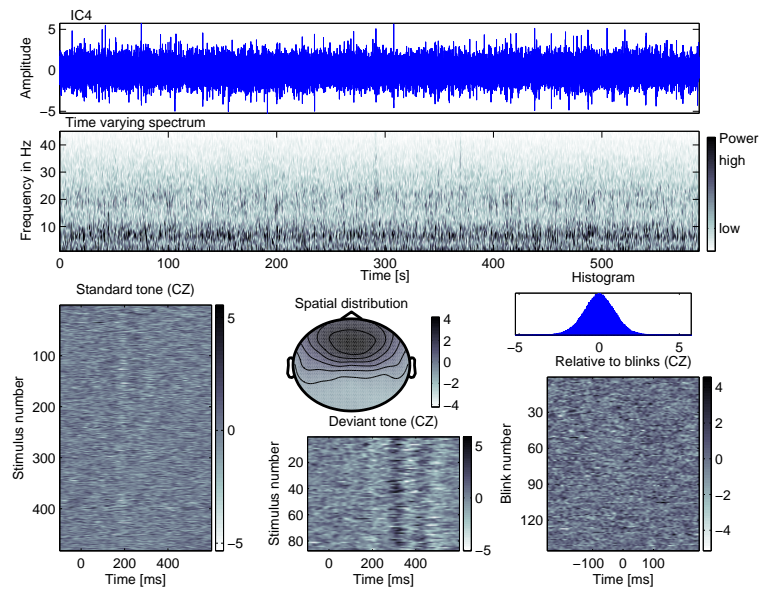 IC4
Amplitude
5
0
−5
Time varying spectrum
Frequency in Hz
40
30
20
10
Power
high
low
0 100 200 300 400 500
Time [s]
Standard tone (CZ)
Stimulus number
100
200
300
400
0 200 400
Time [ms]
5
0
−5
Spatial distribution
4
2
0
−2
−4
Deviant tone (CZ)
Stimulus number
20
40
60
80
0 200 400
Time [ms]
5
0
−5
Histogram
−5 0 5
Relative to blinks (CZ)
Blink number
30
60
90
120
−100 0 100
Time [ms]
4
2
0
−2
−4